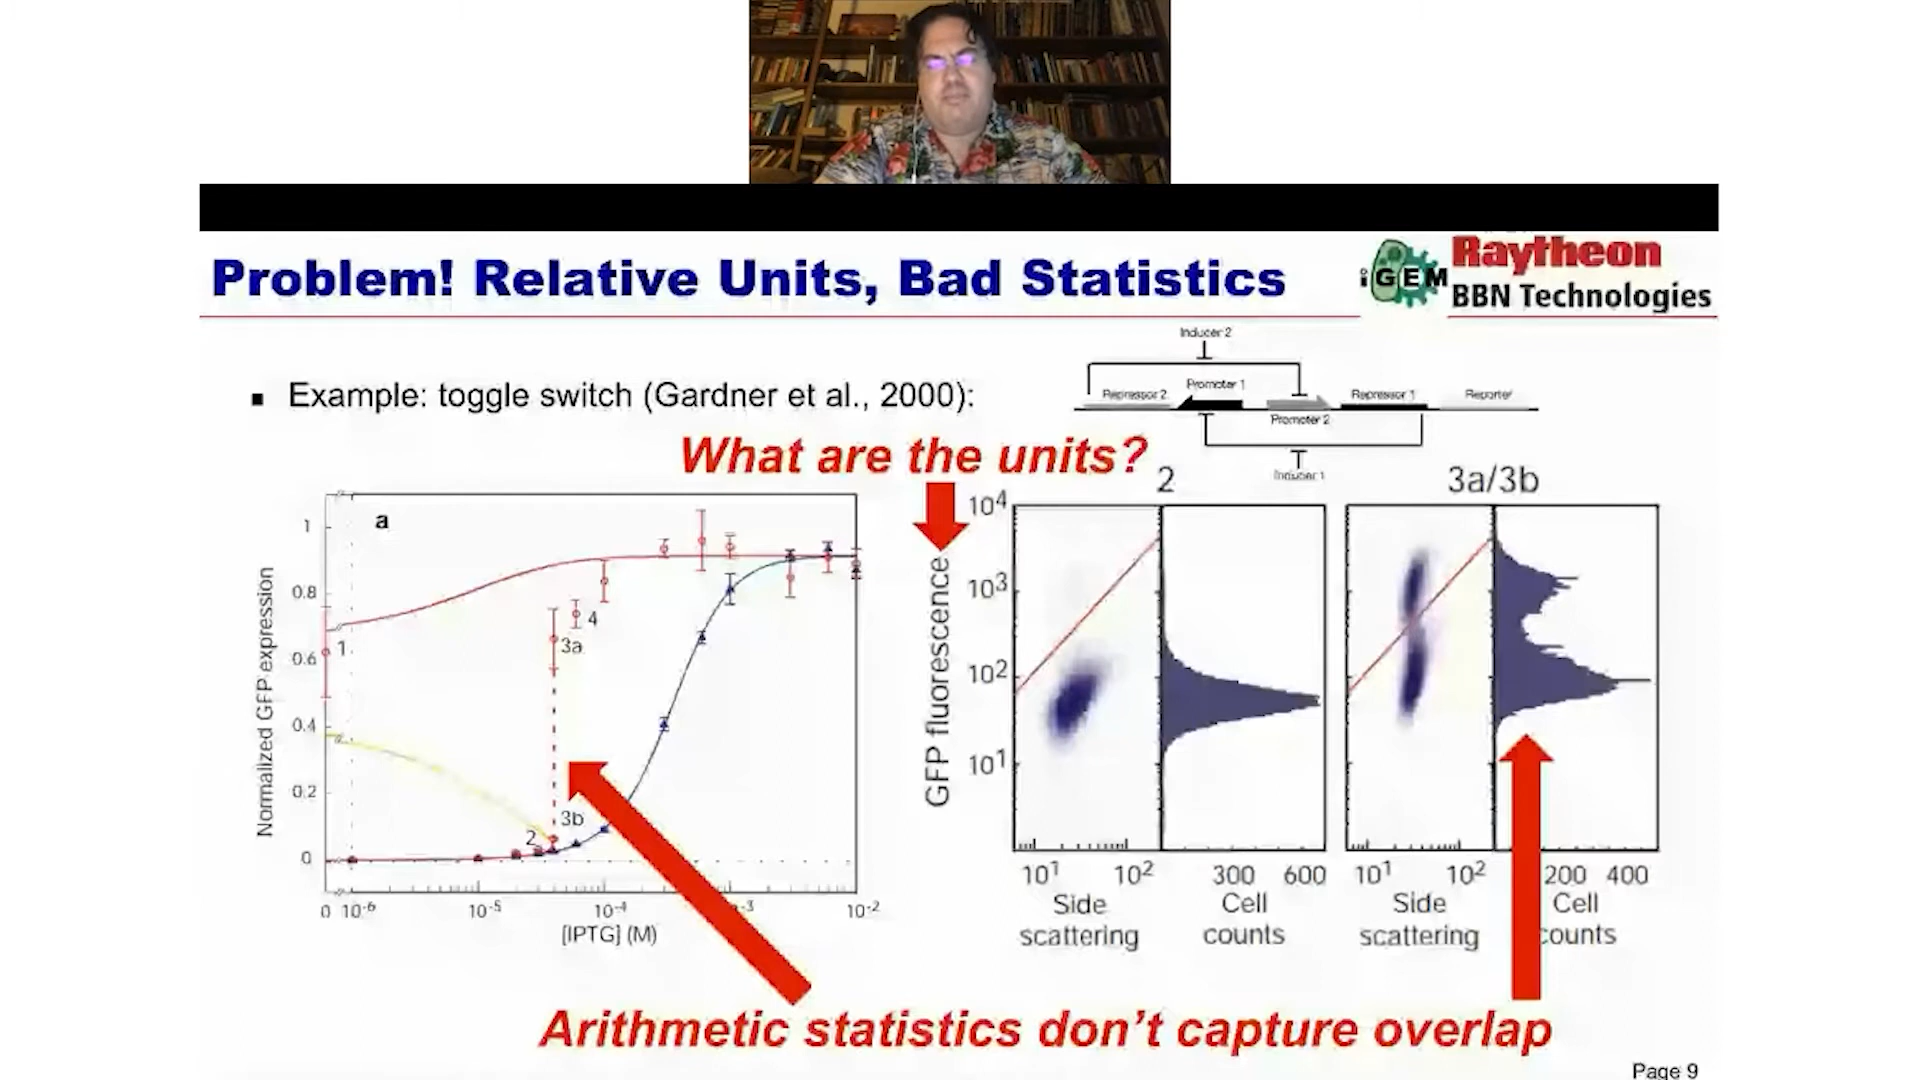 Problem! Relative Units, Bad Statistics
iGEM
Raytheon
BBN Technologies
▪ Example: toggle switch (Gardner et al., 2000):
Inducer 2
Promoter 1
Repressor 2
Repressor 1
Reporter
Promoter 2
Inducer 1
What are the units?
a
Normalized GFP expression
1
0.8
0.6
0.4
0.2
0
1
2
3a
3b
4
0 10-6 10-5 10-4 -3 10-2
[IPTG] (M)
2
3a/3b
GFP fluorescence
104
103
102
101
101 102 300 600 101 102 200 400
Side Cell Side Cell
scattering counts scattering counts
Arithmetic statistics don't capture overlap
Page 9